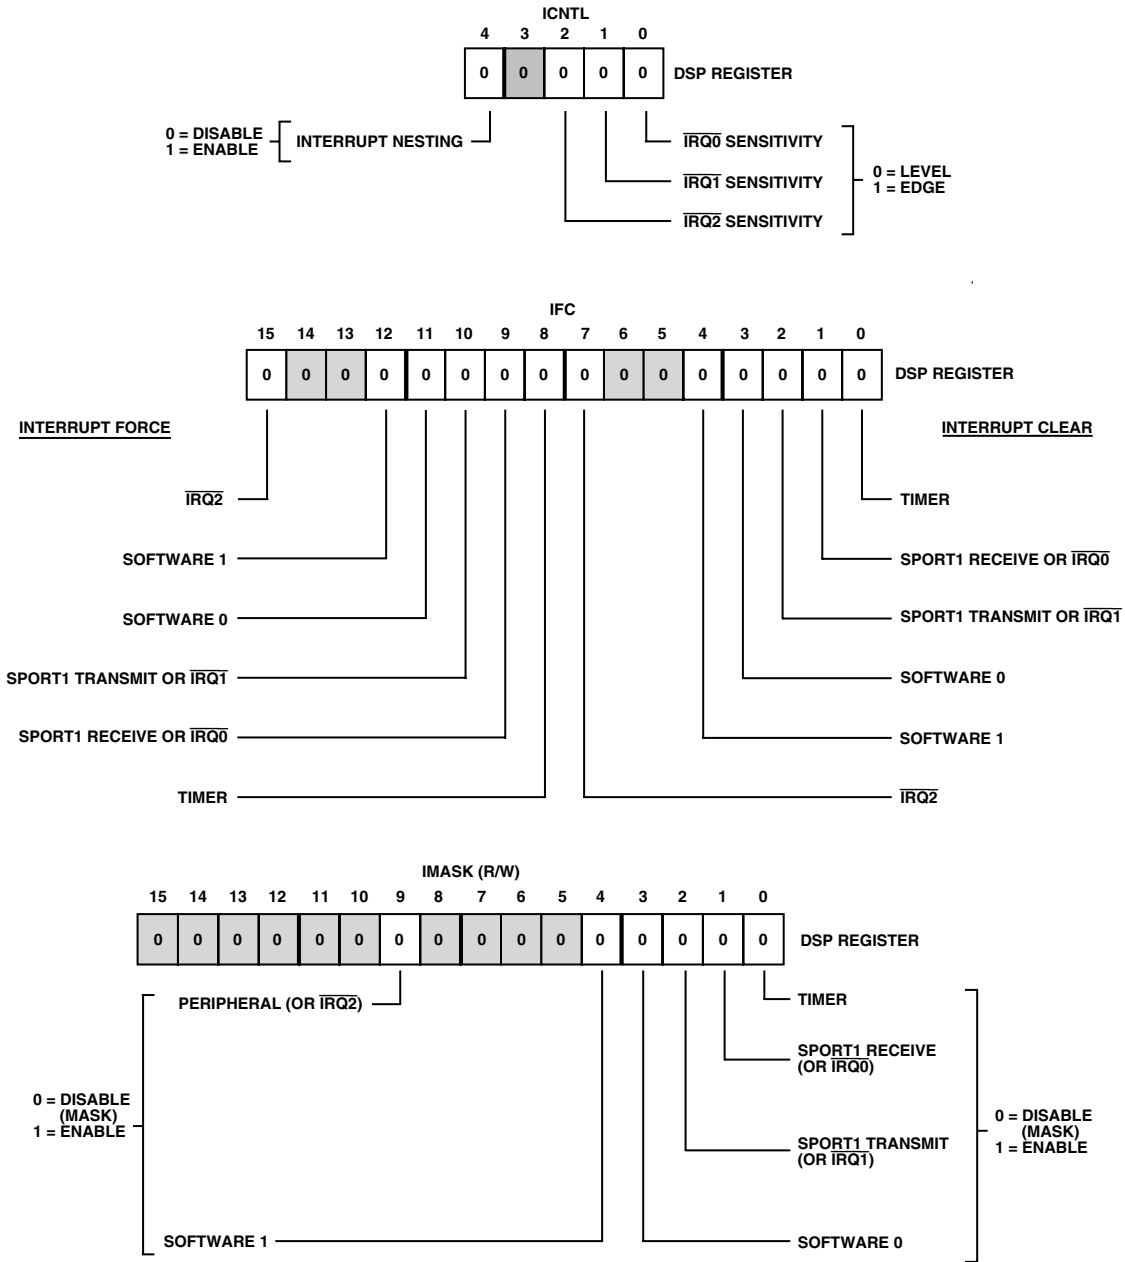 ICNTL
4 3 2 1 0
0 0 0 0 0 DSP REGISTER
0 = DISABLE
1 = ENABLE
INTERRUPT NESTING
IRQ0 SENSITIVITY
IRQ1 SENSITIVITY
IRQ2 SENSITIVITY
0 = LEVEL
1 = EDGE
IFC
15 14 13 12 11 10 9 8 7 6 5 4 3 2 1 0
0 0 0 0 0 0 0 0 0 0 0 0 0 0 0 0 DSP REGISTER
INTERRUPT FORCE
INTERRUPT CLEAR
IRQ2
TIMER
SOFTWARE 1
SPORT1 RECEIVE OR IRQ0
SOFTWARE 0
SPORT1 TRANSMIT OR IRQ1
SPORT1 TRANSMIT OR IRQ1
SOFTWARE 0
SPORT1 RECEIVE OR IRQ0
SOFTWARE 1
TIMER
IRQ2
IMASK (R/W)
15 14 13 12 11 10 9 8 7 6 5 4 3 2 1 0
0 0 0 0 0 0 0 0 0 0 0 0 0 0 0 0 DSP REGISTER
PERIPHERAL (OR IRQ2)
TIMER
SPORT1 RECEIVE
(OR IRQ0)
0 = DISABLE
(MASK)
1 = ENABLE
SPORT1 TRANSMIT
(OR IRQ1)
0 = DISABLE
(MASK)
1 = ENABLE
SOFTWARE 1
SOFTWARE 0